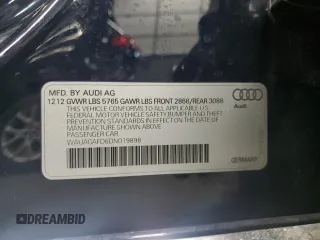 MFD. BY AUDI AG
12 12 GVWR LBS 5765 GAWR LBS FRONT 2866/REAR 3086
THIS VEHICLE CONFORMS TO ALL APPLICABLE U.S.
FEDERAL MOTOR VEHICLE SAFETY BUMPER AND THEFT
PREVENTION STANDARDS IN EFFECT ON THE DATE OF
MANUFACTURE SHOWN ABOVE
PASSENGER CAR
Audi
GERMANY
DREAMBID